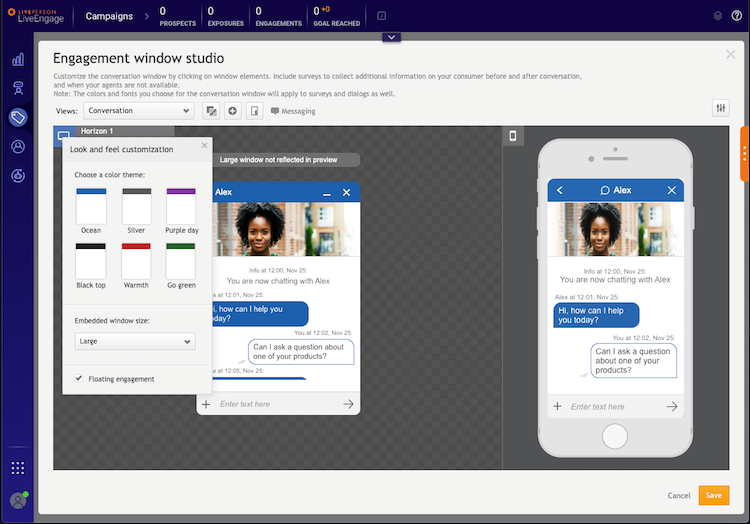 LIVEPERSON
LiveEngage
Campaigns
0
PROSPECTS
0
EXPOSURES
0
ENGAGEMENTS
0 +0
GOAL REACHED
Engagement window studio
Customize the conversation window by clicking on window elements. Include surveys to collect additional information on your consumer before and after conversation,
and when your agents are not available.
Note: The colors and fonts you choose for the conversation window will apply to surveys and dialogs as well.
Views:
Conversation
Messaging
Horizon 1
Look and feel customization
Choose a color theme:
Ocean
Silver
Purple day
Black top
Warmth
Go green
Embedded window size:
Large
Floating engagement
Large window not reflected in preview
Alex
Info at 12:00, Nov 25:
You are now chatting with Alex
ex at 12:01, Nov 25:
i, how can I help you
oday?
You at 12:02, Nov 25:
Can I ask a question about
one of your products?
ex at 12:05, Nov 25:
Enter text here
Alex
Info at 12:00, Nov 25:
You are now chatting with Alex
Alex at 12:01, Nov 25:
Hi, how can I help
you today?
You at 12:02, Nov 25:
Can I ask a question
about one of your
products?
Enter text here
Cancel
Save